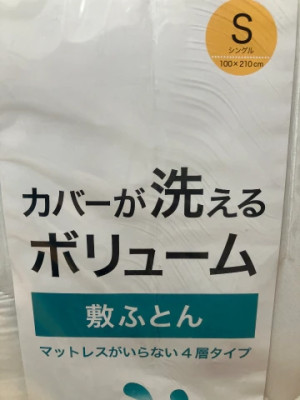 S
シングル
100×210cm
カバーが洗える
ボリューム
敷ふとん
マットレスがいらない4層タイプ